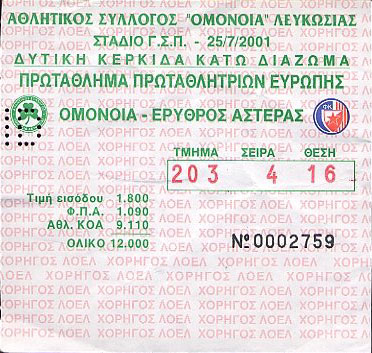 ΑΘΛΗΤΙΚΟΣ ΣΥΛΛΟΓΟΣ "ΟΜΟΝΟΙΑ" ΛΕΥΚΩΣΙΑΣ
ΣΤΑΔΙΟ Γ.Σ.Π. - 25/7/2001
ΔΥΤΙΚΗ ΚΕΡΚΙΔΑ ΚΑΤΩ ΔΙΑΖΩΜΑ
ΠΡΩΤΑΘΛΗΜΑ ΠΡΩΤΑΘΛΗΤΡΙΩΝ ΕΥΡΩΠΗΣ
ΟΜΟΝΟΙΑ - ΕΡΥΘΡΟΣ ΑΣΤΕΡΑΣ
ΤΜΗΜΑ ΣΕΙΡΑ ΘΕΣΗ
203 4 16
Τιμή εισόδου 1.800
Φ.Π.Α. 1.090
Αθλ. ΚΟΑ 9.110
ΟΛΙΚΟ 12.000
Nº0002759
ΧΟΡΗΓΟΣ ΛΟΕΛ